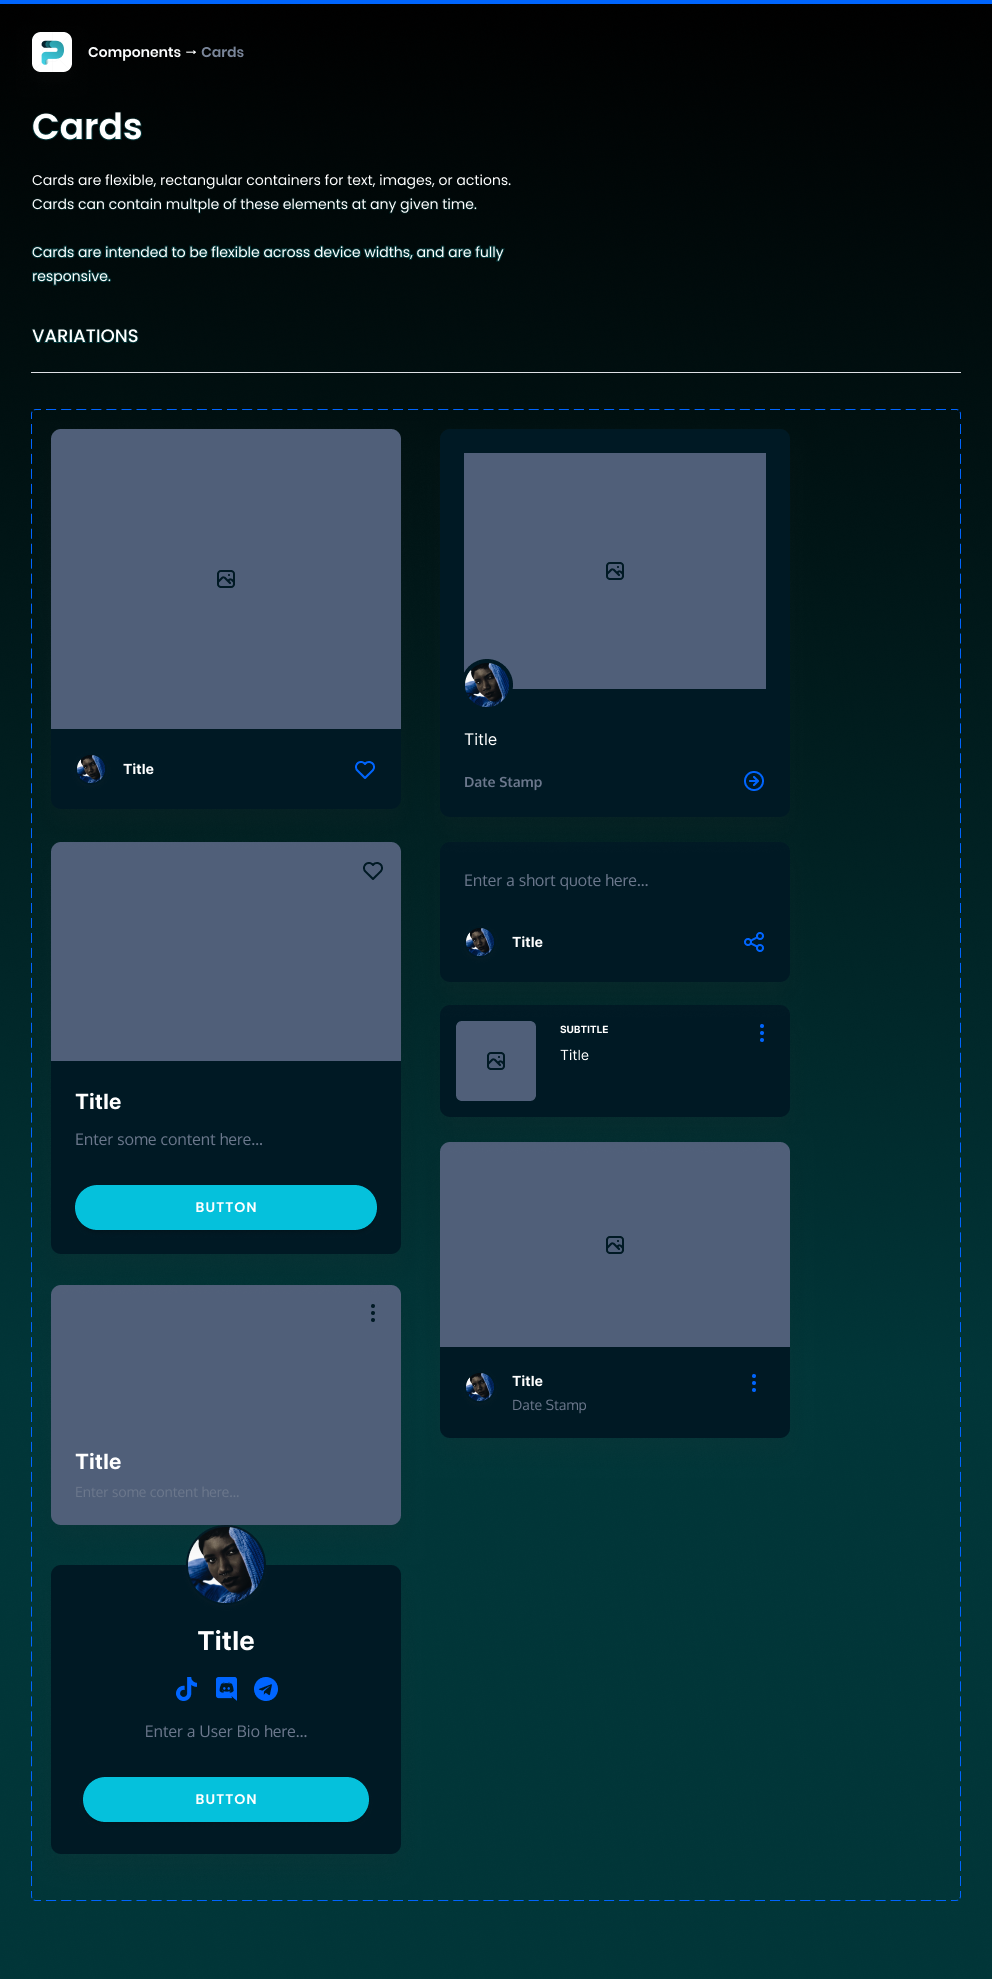 Components → Cards
Cards
Cards are flexible, rectangular containers for text, images, or actions.
Cards can contain multple of these elements at any given time.
Cards are intended to be flexible across device widths, and are fully
responsive.
VARIATIONS
Title
Enter some content here...
BUTTON
Title
Title
Enter some content here...
Title
Enter a User Bio here...
BUTTON
Title
Date Stamp
Enter a short quote here...
Title
SUBTITLE
Title
Title
Date Stamp